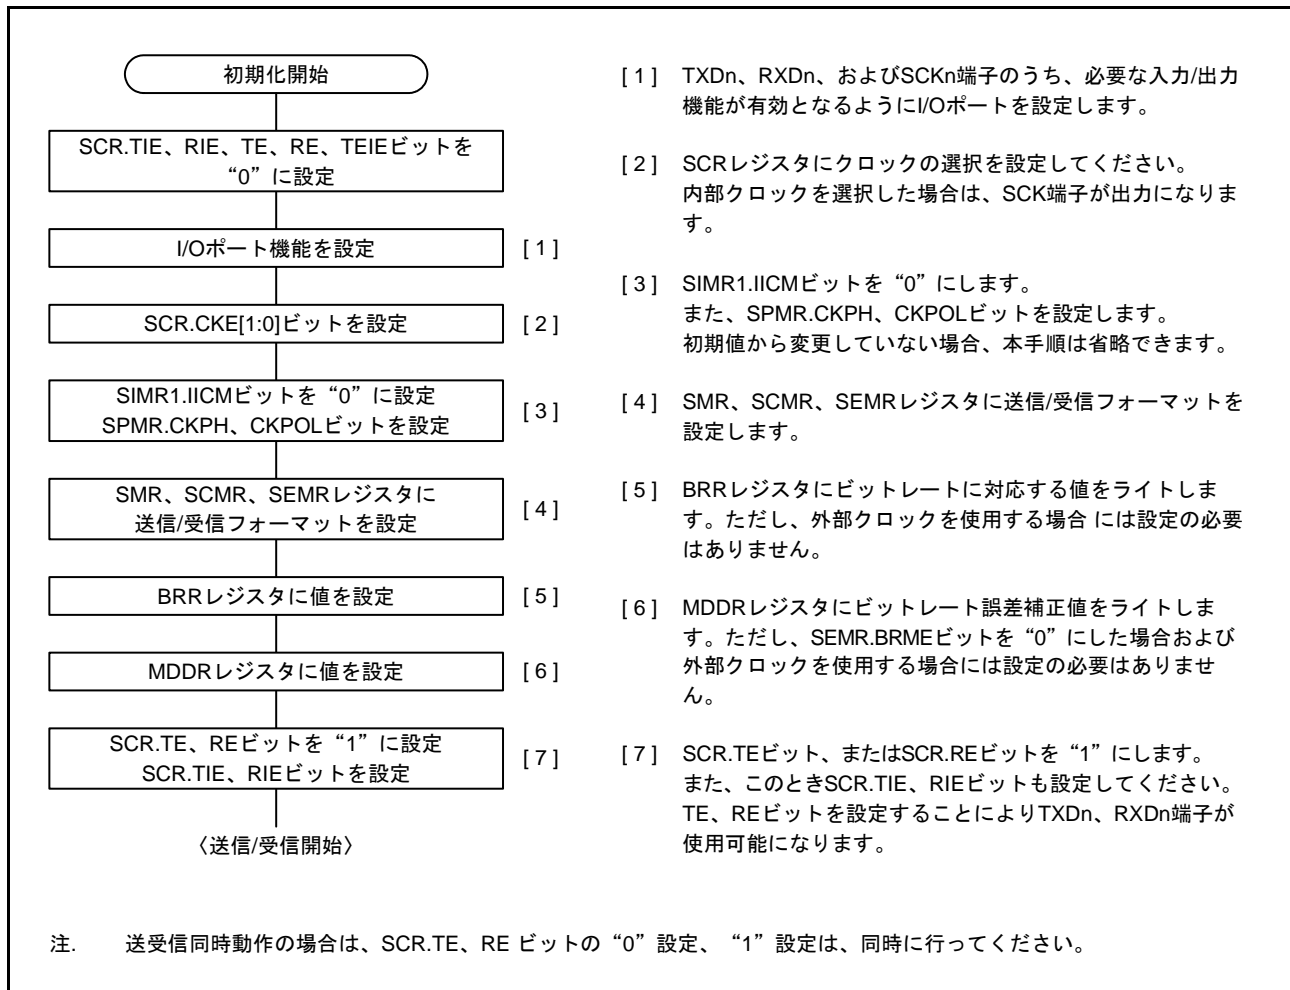 初期化開始
SCR.TIE、RIE、TE、RE、TEIEビットを
“0”に設定
I/Oポート機能を設定
[ 1 ]
SCR.CKE[1:0]ビットを設定
[ 2 ]
SIMR1.IICMビットを“0”に設定
SPMR.CKPH、CKPOLビットを設定
[ 3 ]
SMR、SCMR、SEMRレジスタに
送信/受信フォーマットを設定
[ 4 ]
BRRレジスタに値を設定
[ 5 ]
MDDRレジスタに値を設定
[ 6 ]
SCR.TE、REビットを“1”に設定
SCR.TIE、RIEビットを設定
[ 7 ]
〈送信/受信開始〉
[ 1 ] TXDn、RXDn、およびSCKn端子のうち、必要な入力/出力
機能が有効となるようにI/Oポートを設定します。
[ 2 ] SCRレジスタにクロックの選択を設定してください。
内部クロックを選択した場合は、SCK端子が出力になりま
す。
[ 3 ] SIMR1.IICMビットを“0”にします。
また、SPMR.CKPH、CKPOLビットを設定します。
初期値から変更していない場合、本手順は省略できます。
[ 4 ] SMR、SCMR、SEMRレジスタに送信/受信フォーマットを
設定します。
[ 5 ] BRRレジスタにビットレートに対応する値をライトしま
す。ただし、外部クロックを使用する場合 には設定の必要
はありません。
[ 6 ] MDDRレジスタにビットレート誤差補正値をライトしま
す。ただし、SEMR.BRMEビットを“0”にした場合および
外部クロックを使用する場合には設定の必要はありませ
ん。
[ 7 ] SCR.TEビット、またはSCR.REビットを“1”にします。
また、このときSCR.TIE、RIEビットも設定してください。
TE、REビットを設定することによりTXDn、RXDn端子が
使用可能になります。
注. 送受信同時動作の場合は、SCR.TE、RE ビットの“0”設定、“1”設定は、同時に行ってください。